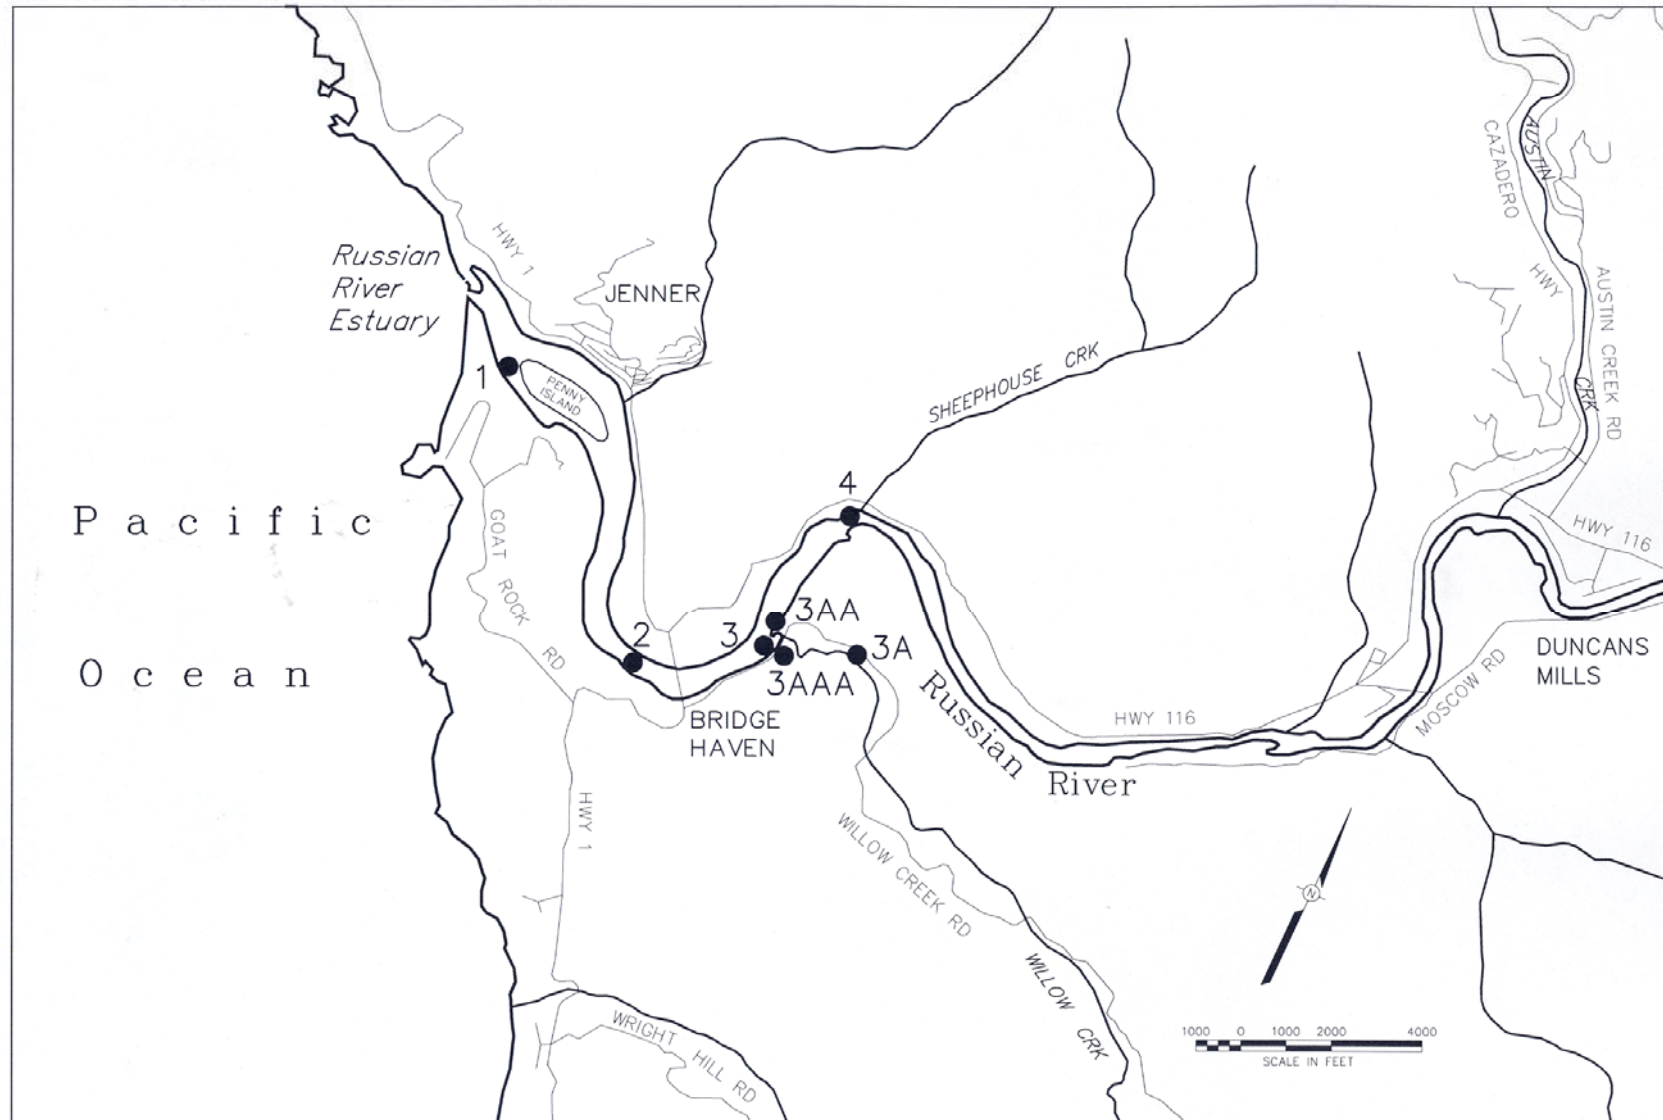 AUSTIN
CRK
CAZADERO
HWY
AUSTIN CREEK RD
HWY 1
Russian
River
Estuary
JENNER
1
PENNY
ISLAND
SHEEPHOUSE CRK
4
P a c i f i c
O c e a n
GOAT ROCK RD
HWY 116
2
3
3AA
3A
3AAA
BRIDGE
HAVEN
Russian River
HWY 116
MOSCOW RD
DUNCANS
MILLS
HWY 1
WILLOW CREEK RD
WILLOW CRK
N
WRIGHT HILL RD
1000 0 1000 2000 4000
SCALE IN FEET